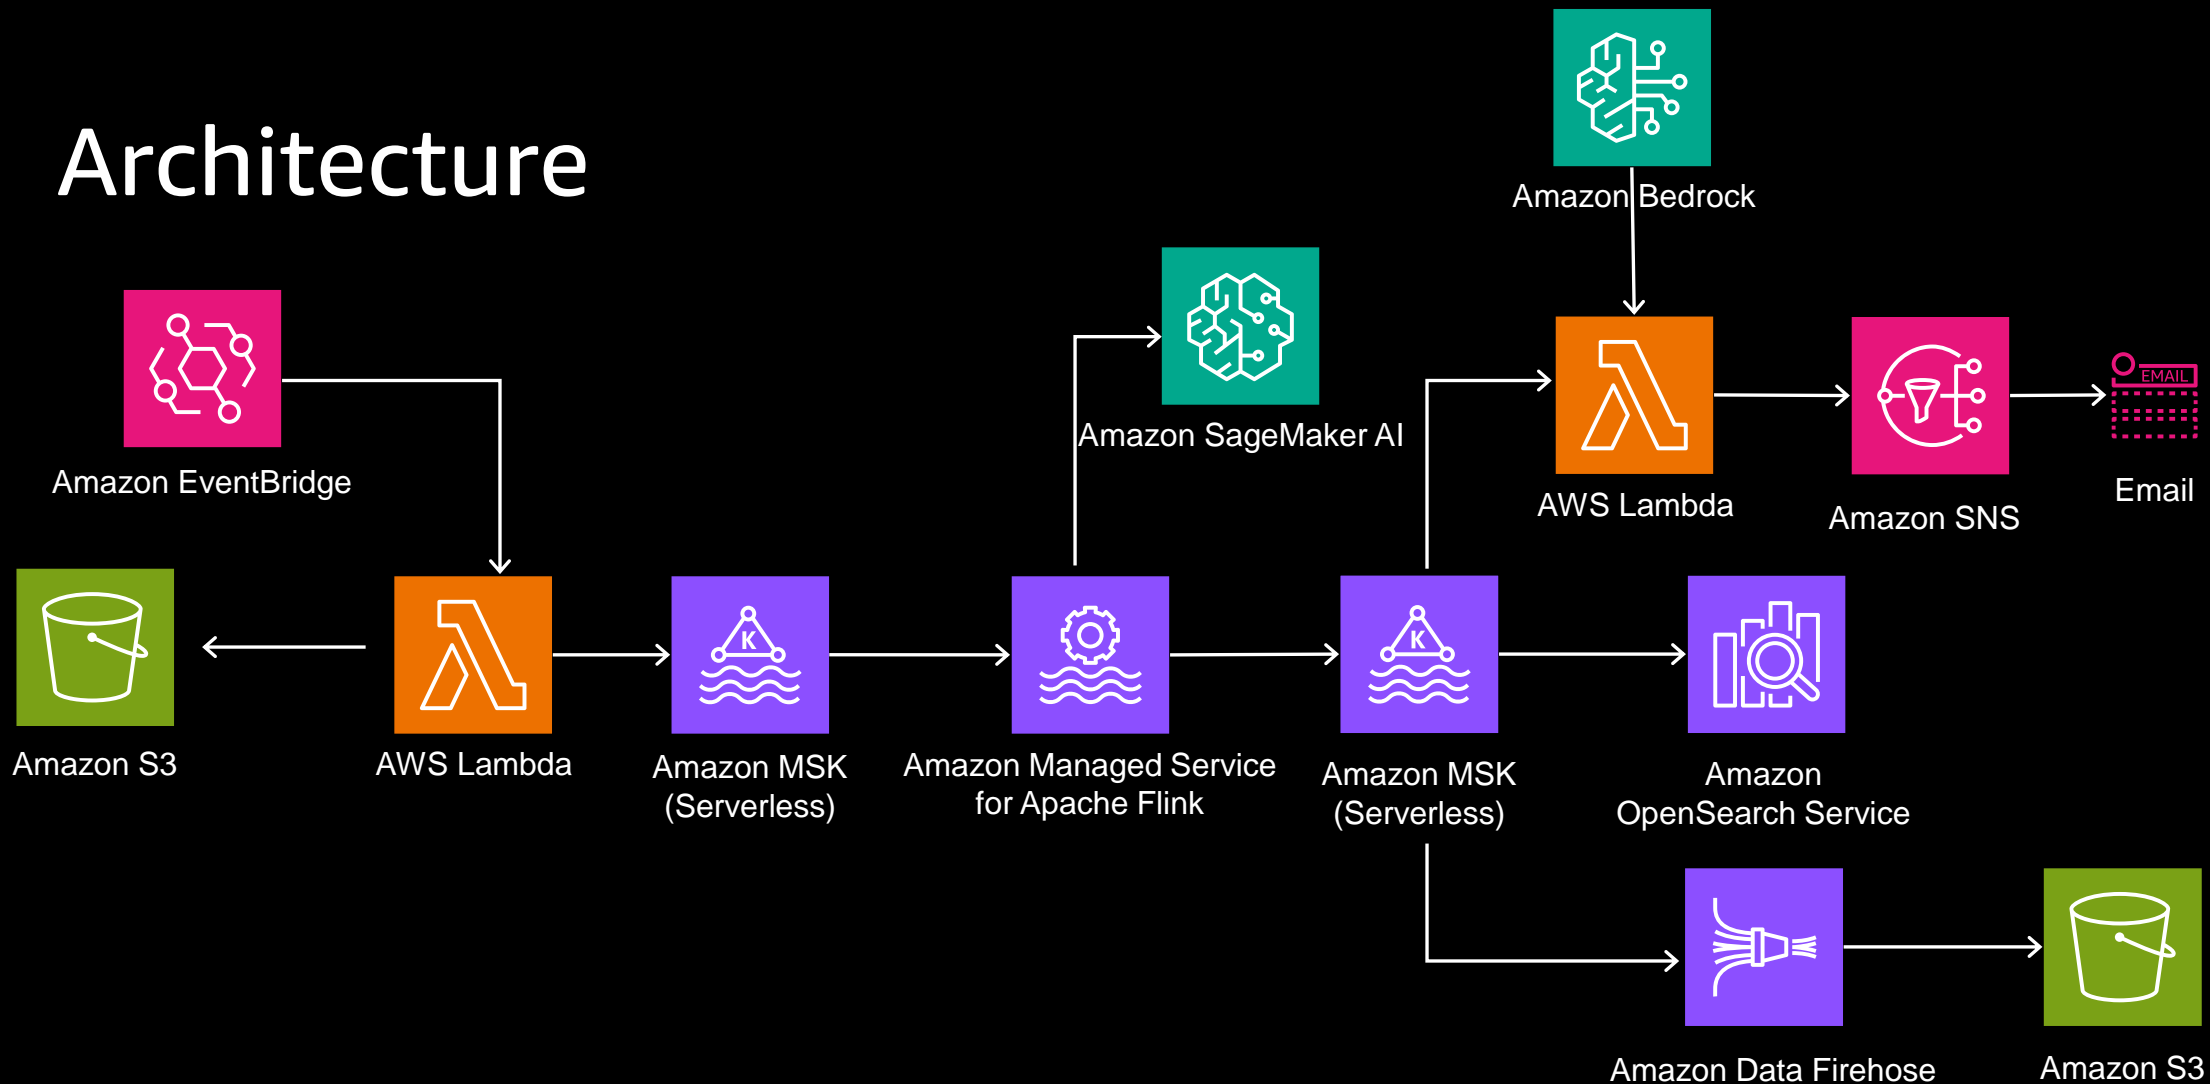 Architecture
Amazon Bedrock
Amazon SageMaker AI
Amazon EventBridge
EMAIL
AWS Lambda
Amazon SNS
Email
K
K
Amazon S3
AWS Lambda
Amazon MSK
(Serverless)
Amazon Managed Service
for Apache Flink
Amazon MSK
(Serverless)
Amazon
OpenSearch Service
Amazon Data Firehose
Amazon S3